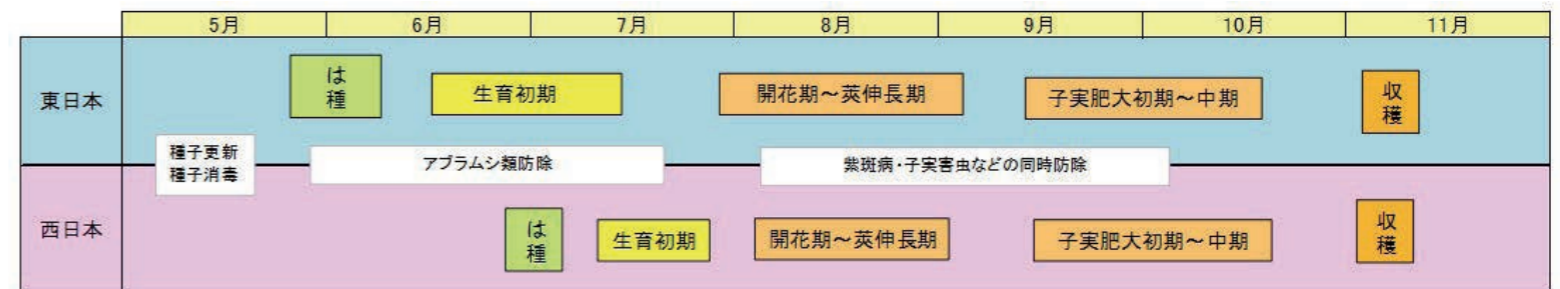 5月 6月 7月 8月 9月 10月 11月
東日本
は種
生育初期
開花期～莢伸長期
子実肥大初期～中期
収穫
種子更新
種子消毒
アブラムシ類防除
紫斑病・子実害虫などの同時防除
西日本
は種
生育初期
開花期～莢伸長期
子実肥大初期～中期
収穫